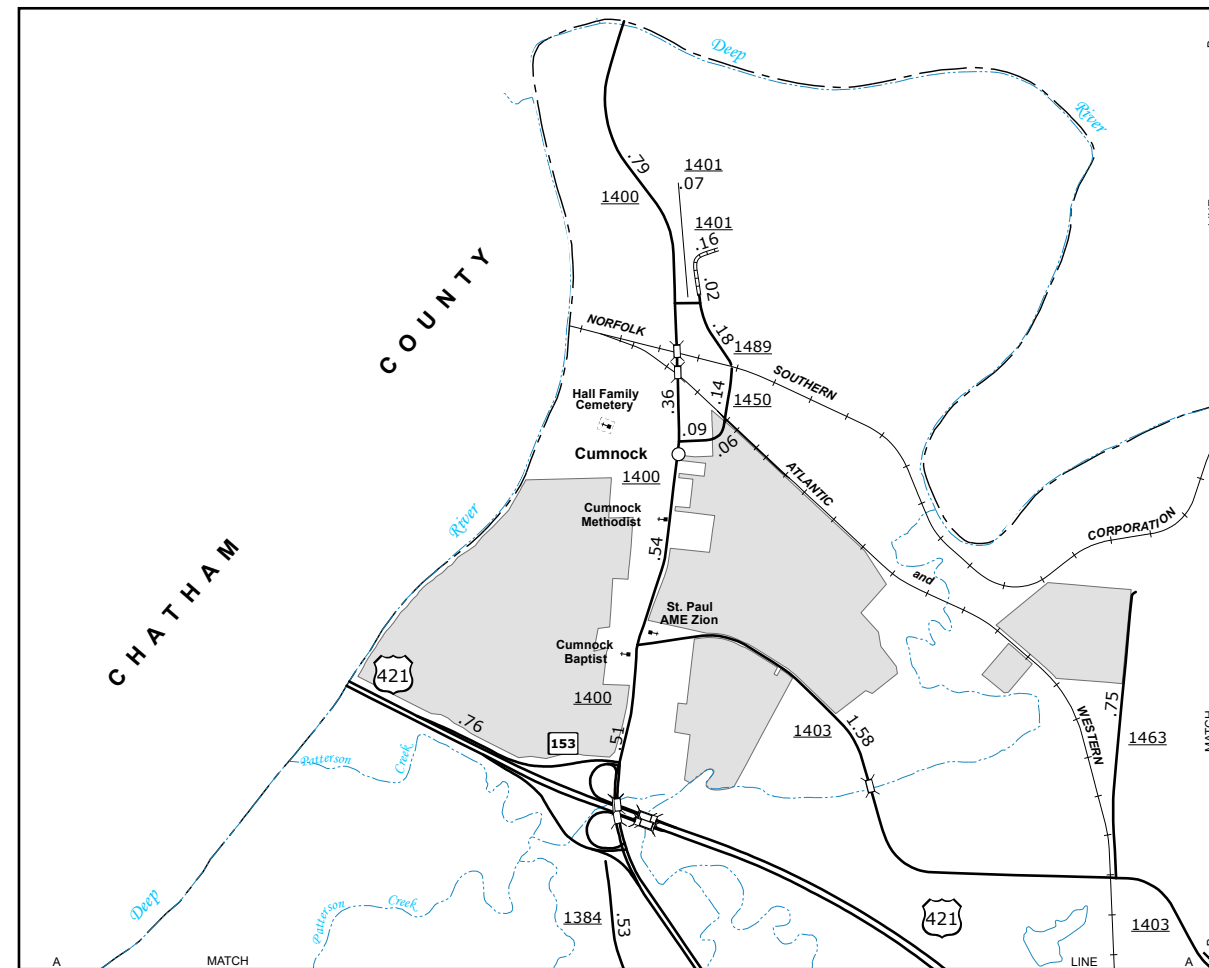 Deep
River
.79
1401
.07
1400
1401
.16
.02
COUNTY
NORFOLK
.18
1489
SOUTHERN
Hall Family
Cemetery
.36
.14
1450
.09
.06
Cumnock
1400
ATLANTIC
River
Cumnock
Methodist
CORPORATION
.54
and
CHATHAM
St. Paul
AME Zion
Cumnock
Baptist
421
1400
.75
.76
153
.51
1403
1.58
WESTERN
1463
MATCH
Patterson
Creek
Deep
Patterson
Creek
1384
.53
421
1403
A
MATCH
LINE
A